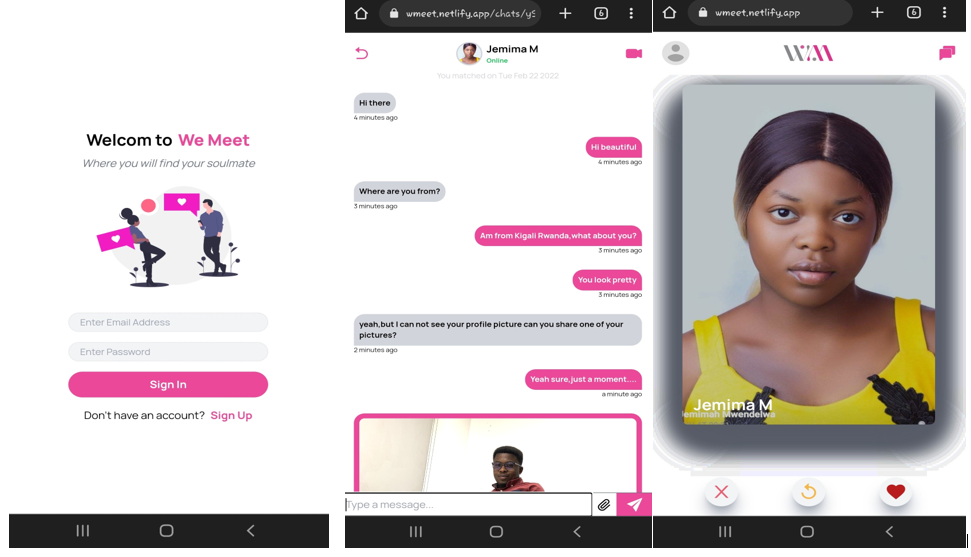 Welcom to We Meet
Where you will find your soulmate
Enter Email Address
Enter Password
Sign In
Don't have an account? Sign Up
6
Jemima M
Online
You matched on Tue Feb 22 2022
Hi there
4 minutes ago
Hi beautiful
4 minutes ago
Where are you from?
3 minutes ago
Am from Kigali Rwanda,what about you?
3 minutes ago
You look pretty
3 minutes ago
yeah,but I can not see your profile picture can you share one of your
pictures?
2 minutes ago
Yeah sure,just a moment....
a minute ago
Type a message...
wmeet.netlify.app
6
WM
Jemima M
Jemimah Mwendelwa